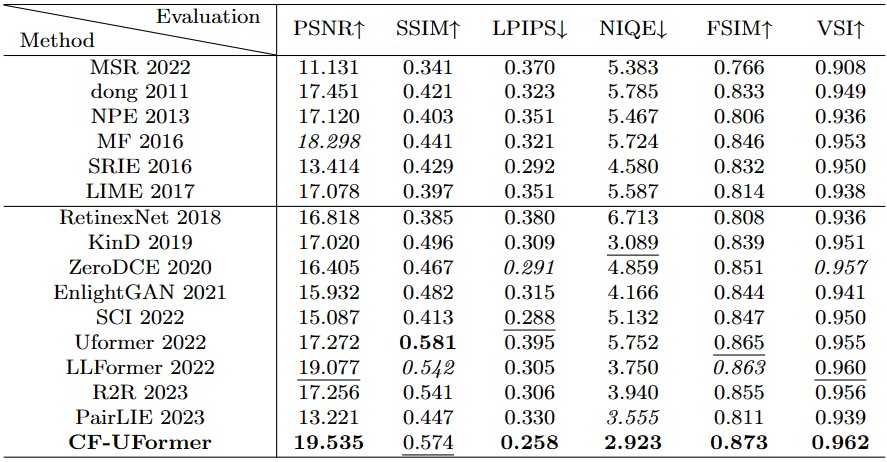 Evaluation
Method PSNR↑ SSIM↑ LPIPS↓ NIQE↓ FSIM↑ VSI↑
MSR 2022 11.131 0.341 0.370 5.383 0.766 0.908
dong 2011 17.451 0.421 0.323 5.785 0.833 0.949
NPE 2013 17.120 0.403 0.351 5.467 0.806 0.936
MF 2016 18.298 0.441 0.321 5.724 0.846 0.953
SRIE 2016 13.414 0.429 0.292 4.580 0.832 0.950
LIME 2017 17.078 0.397 0.351 5.587 0.814 0.938
RetinexNet 2018 16.818 0.385 0.380 6.713 0.808 0.936
KinD 2019 17.020 0.496 0.309 3.089 0.839 0.951
ZeroDCE 2020 16.405 0.467 0.291 4.859 0.851 0.957
EnlightGAN 2021 15.932 0.482 0.315 4.166 0.844 0.941
SCI 2022 15.087 0.413 0.288 5.132 0.847 0.950
Uformer 2022 17.272 0.581 0.395 5.752 0.865 0.955
LLFormer 2022 19.077 0.542 0.305 3.750 0.863 0.960
R2R 2023 17.256 0.541 0.306 3.940 0.855 0.956
PairLIE 2023 13.221 0.447 0.330 3.555 0.811 0.939
CF-UFormer 19.535 0.574 0.258 2.923 0.873 0.962